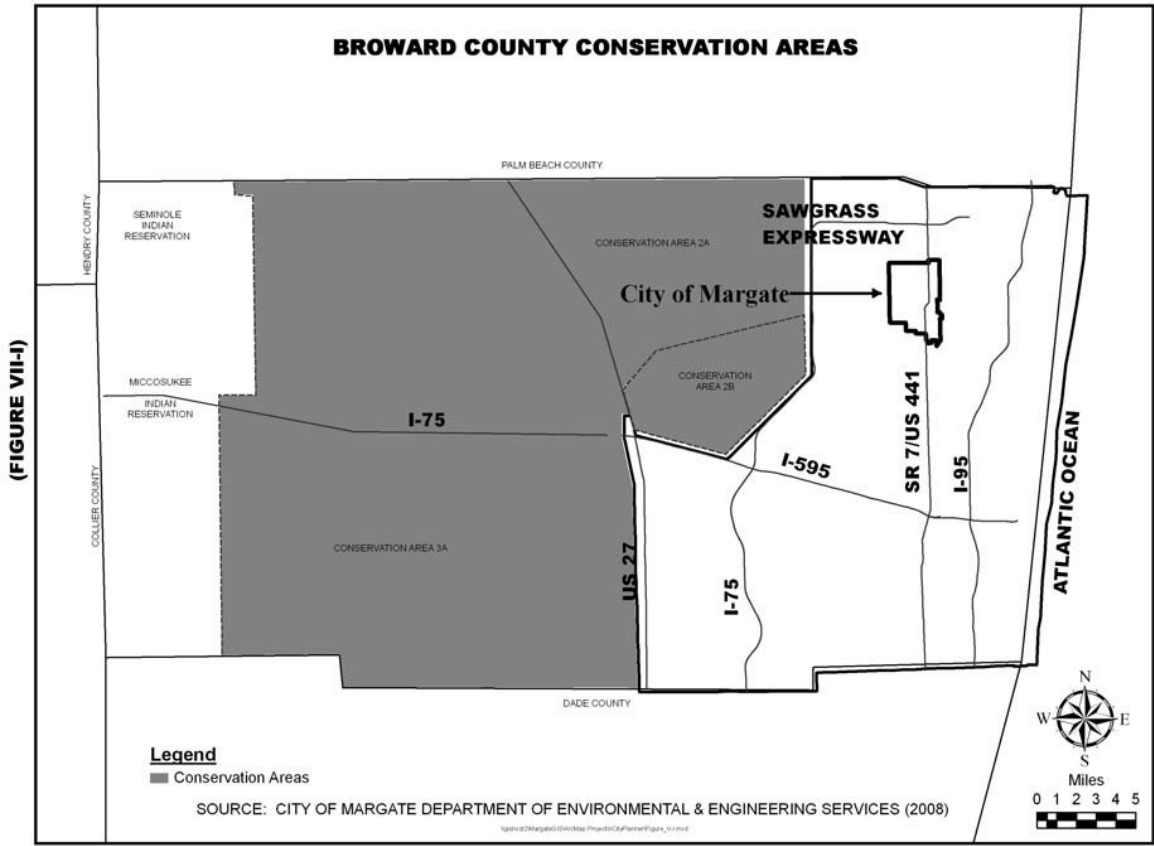 (FIGURE VII-I)
BROWARD COUNTY CONSERVATION AREAS
PALM BEACH COUNTY
HENDRY COUNTY
SEMINOLE
INDIAN
RESERVATION
SAWGRASS
EXPRESSWAY
CONSERVATION AREA 2A
City of Margate
CONSERVATION
AREA 2B
MICCOSUKEE
INDIAN
RESERVATION
I-75
I-595
SR 7/US 441
I-95
ATLANTIC OCEAN
COLLIER COUNTY
CONSERVATION AREA 3A
US 27
I-75
DADE COUNTY
N
W E
S
Legend
Conservation Areas
Miles
0 1 2 3 4 5
SOURCE: CITY OF MARGATE DEPARTMENT OF ENVIRONMENTAL & ENGINEERING SERVICES (2008)